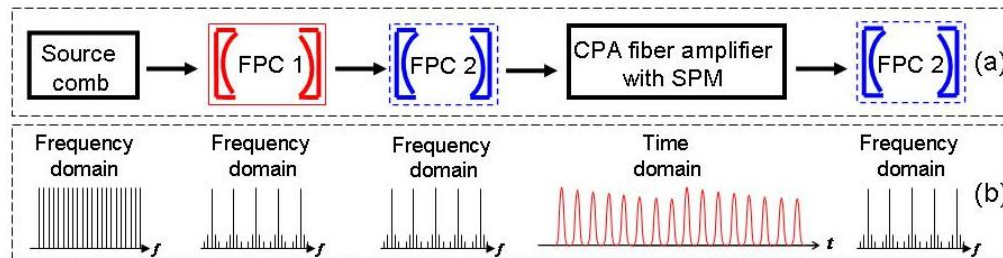 Source
comb
FPC 1
FPC 2
CPA fiber amplifier
with SPM
FPC 2
(a)
Frequency
domain
f
Frequency
domain
f
Frequency
domain
f
Time
domain
t
Frequency
domain
f
(b)